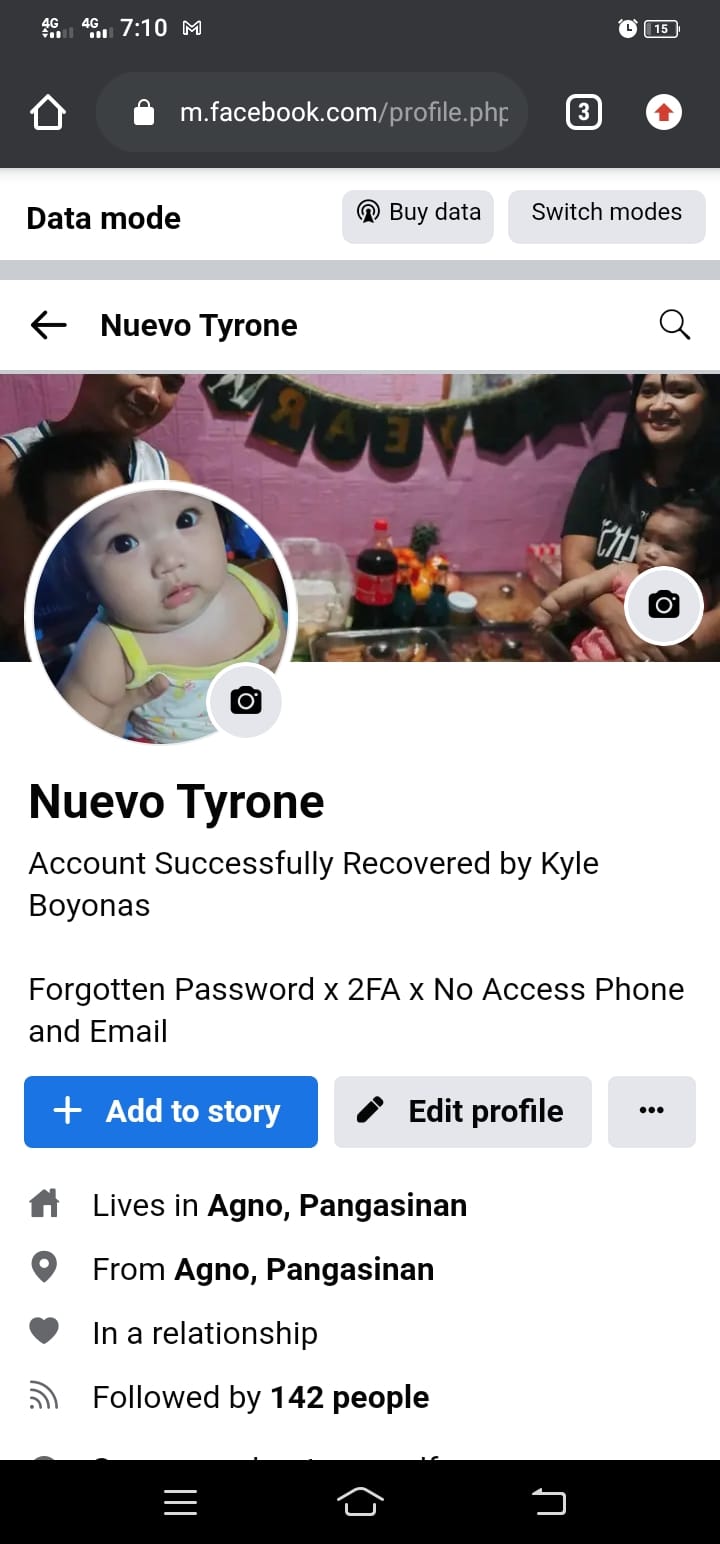 4G 4G 7:10 15
m.facebook.com/profile.php 3
Data mode Buy data Switch modes
Nuevo Tyrone
YEAR
Nuevo Tyrone
Account Successfully Recovered by Kyle
Boyonas
Forgotten Password x 2FA x No Access Phone
and Email
+ Add to story Edit profile ...
Lives in Agno, Pangasinan
From Agno, Pangasinan
In a relationship
Followed by 142 people